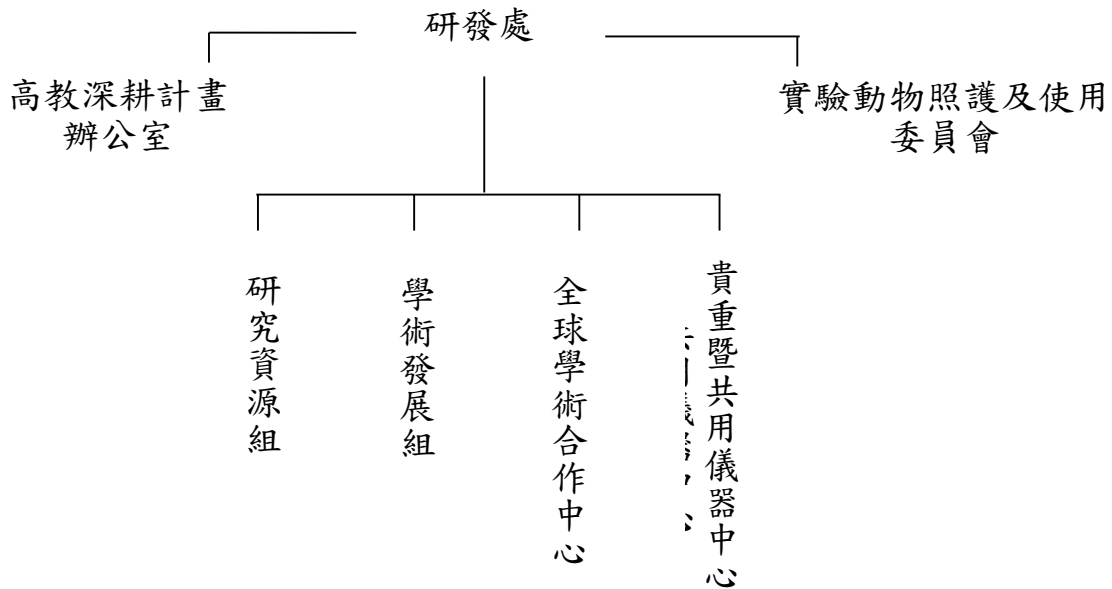 研發處
高教深耕計畫
辦公室
實驗動物照護及使用
委員會
研究資源組
學術發展組
全球學術合作中心
貴重暨共用儀器中心